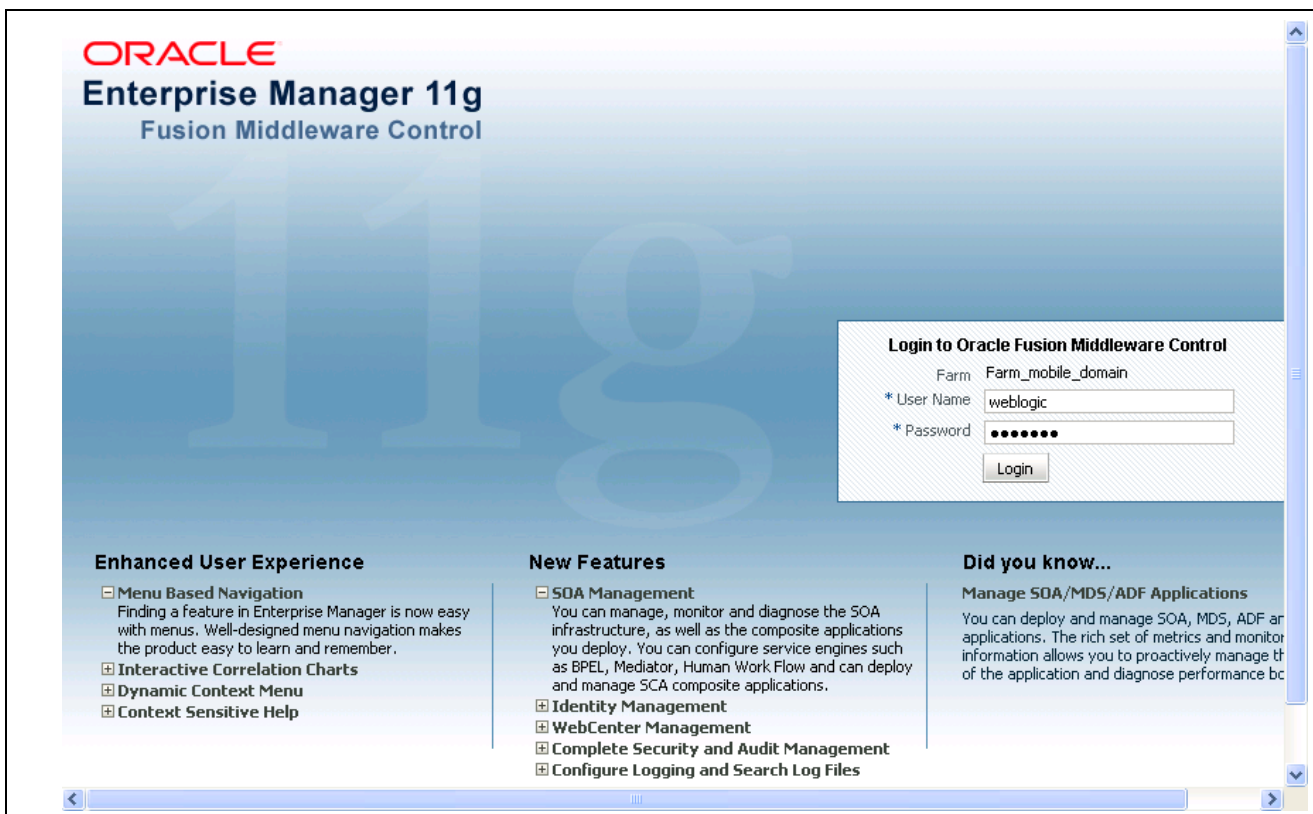 ORACLE
Enterprise Manager 11g
Fusion Middleware Control
11g
Login to Oracle Fusion Middleware Control
Farm Farm_mobile_domain
* User Name weblogic
* Password •••••••
Login
Enhanced User Experience
Menu Based Navigation
Finding a feature in Enterprise Manager is now easy
with menus. Well-designed menu navigation makes
the product easy to learn and remember.
Interactive Correlation Charts
Dynamic Context Menu
Context Sensitive Help
New Features
SOA Management
You can manage, monitor and diagnose the SOA
infrastructure, as well as the composite applications
you deploy. You can configure service engines such
as BPEL, Mediator, Human Work Flow and can deploy
and manage SCA composite applications.
Identity Management
WebCenter Management
Complete Security and Audit Management
Configure Logging and Search Log Files
Did you know...
Manage SOA/MDS/ADF Applications
You can deploy and manage SOA, MDS, ADF
applications. The rich set of metrics and
information allows you to proactively manage
of the application and diagnose performance